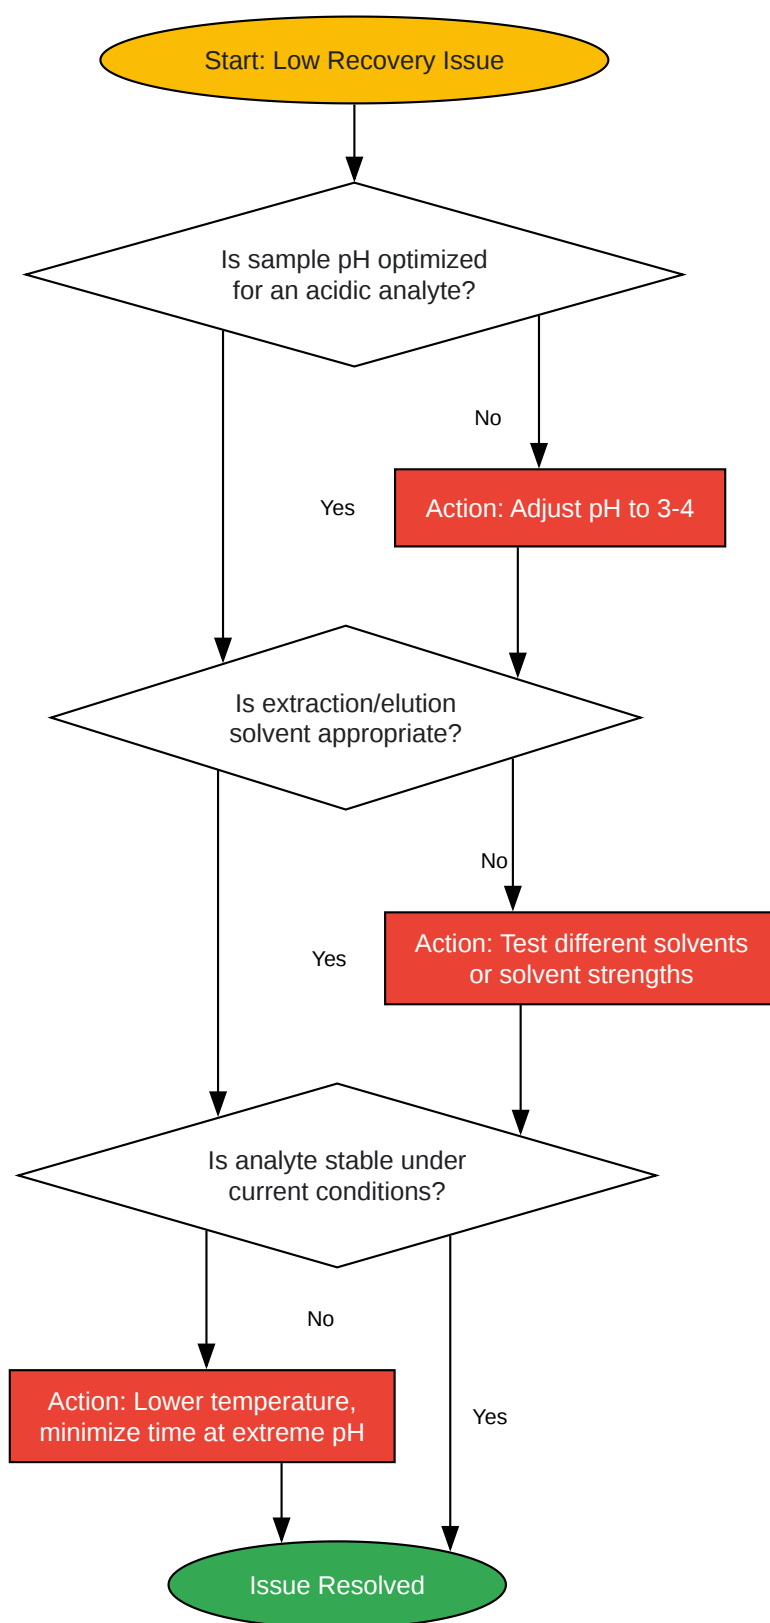 Start: Low Recovery Issue
Is sample pH optimized
for an acidic analyte?
No
Yes
Action: Adjust pH to 3-4
Is extraction/elution
solvent appropriate?
No
Yes
Action: Test different solvents
or solvent strengths
Is analyte stable under
current conditions?
No
Action: Lower temperature,
minimize time at extreme pH
Yes
Issue Resolved